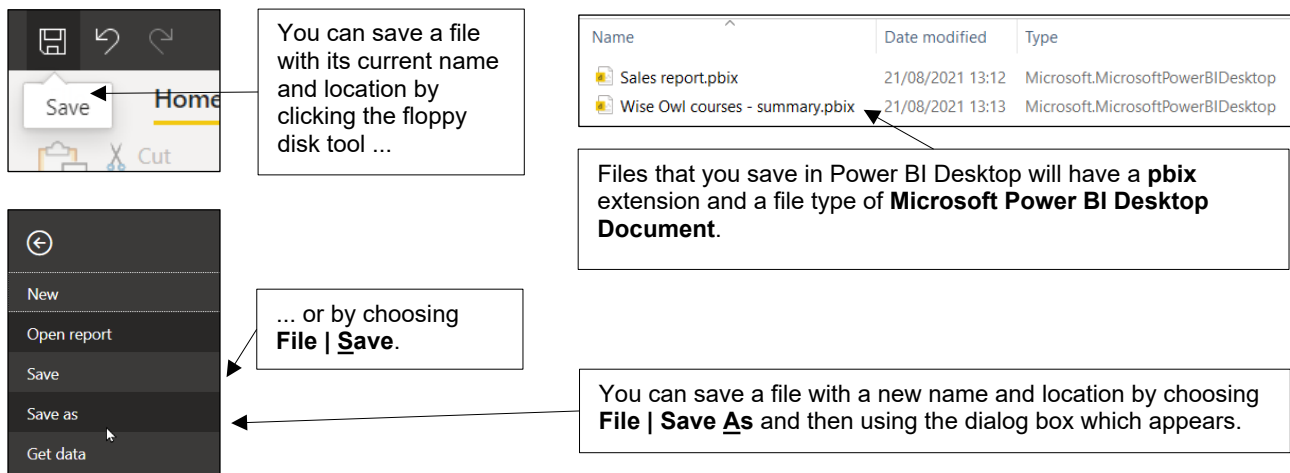 Save
Home
Cut
You can save a file
with its current name
and location by
clicking the floppy
disk tool ...
Name Date modified Type
Sales report.pbix 21/08/2021 13:12 Microsoft.MicrosoftPowerBIDesktop
Wise Owl courses - summary.pbix 21/08/2021 13:13 Microsoft.MicrosoftPowerBIDesktop
Files that you save in Power BI Desktop will have a pbix
extension and a file type of Microsoft Power BI Desktop
Document.
New
Open report
Save
Save as
Get data
... or by choosing
File | Save.
You can save a file with a new name and location by choosing
File | Save As and then using the dialog box which appears.